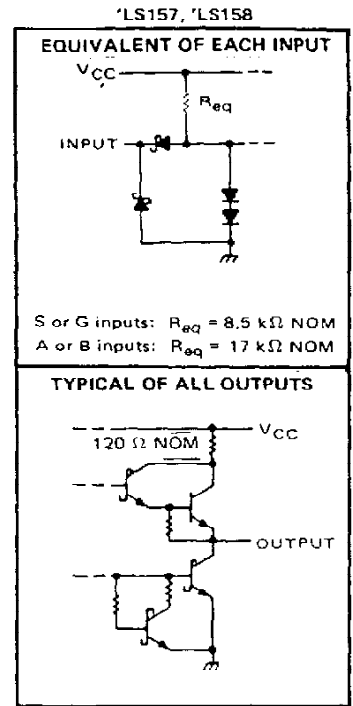 'LS157, 'LS158
EQUIVALENT OF EACH INPUT
VCC
Req
INPUT
S or G inputs: Req = 8.5 kΩ NOM
A or B inputs: Req = 17 kΩ NOM
TYPICAL OF ALL OUTPUTS
VCC
120 Ω NOM
OUTPUT